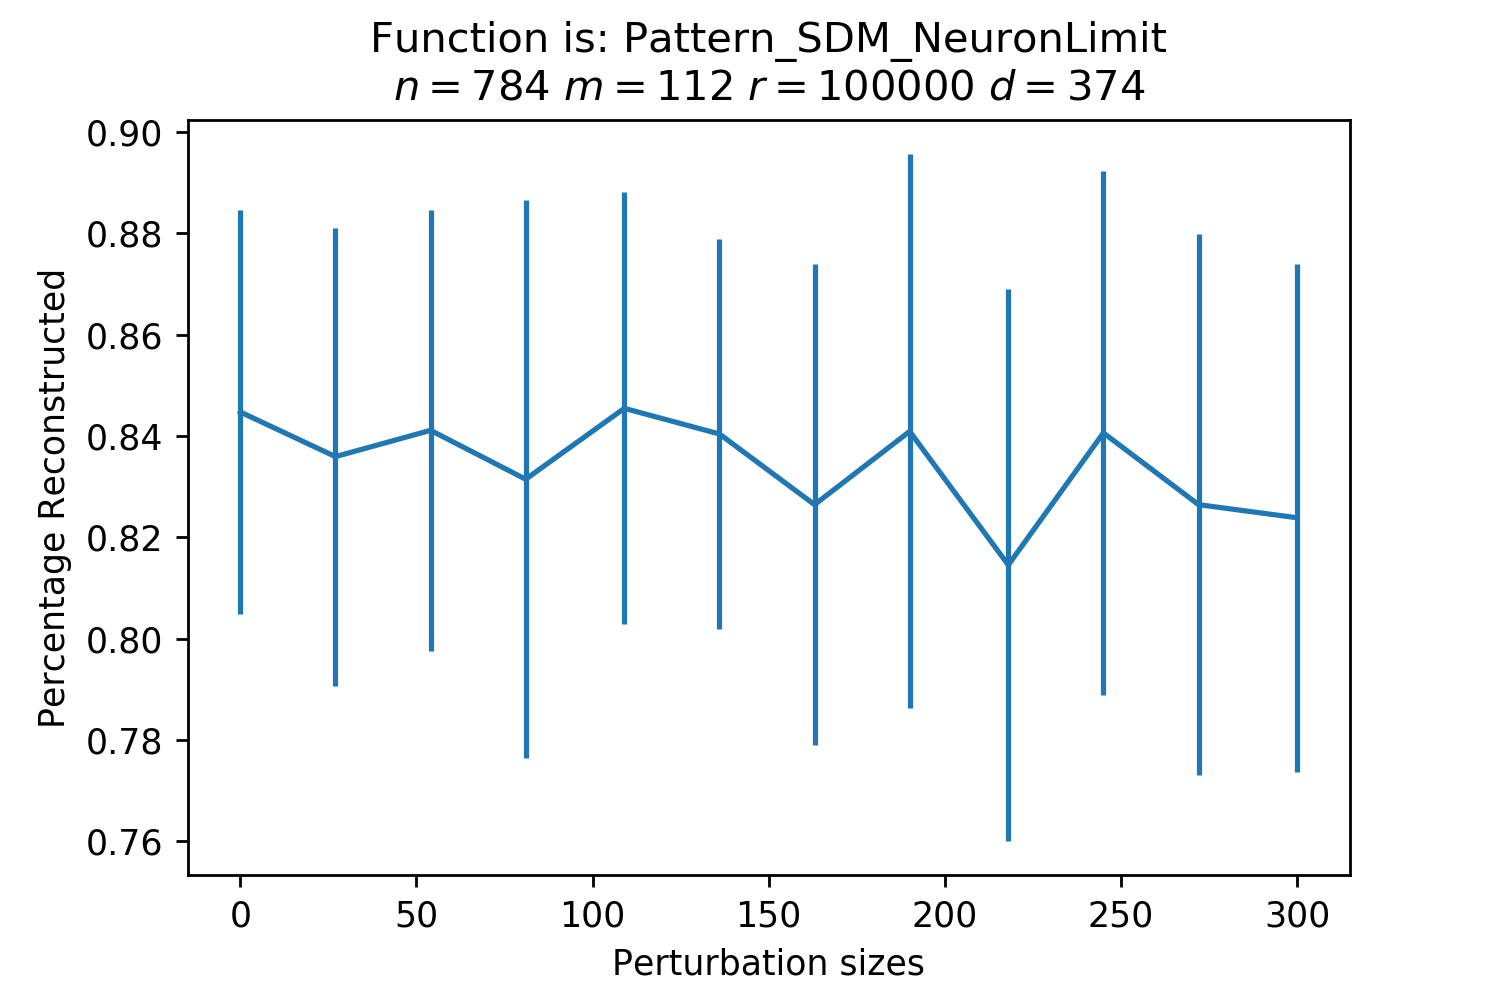 Function is: Pattern_SDM_NeuronLimit
n = 784 m = 112 r = 100000 d = 374
0.90
0.88
0.86
0.84
0.82
0.80
0.78
0.76
Percentage Reconstructed
0 50 100 150 200 250 300
Perturbation sizes